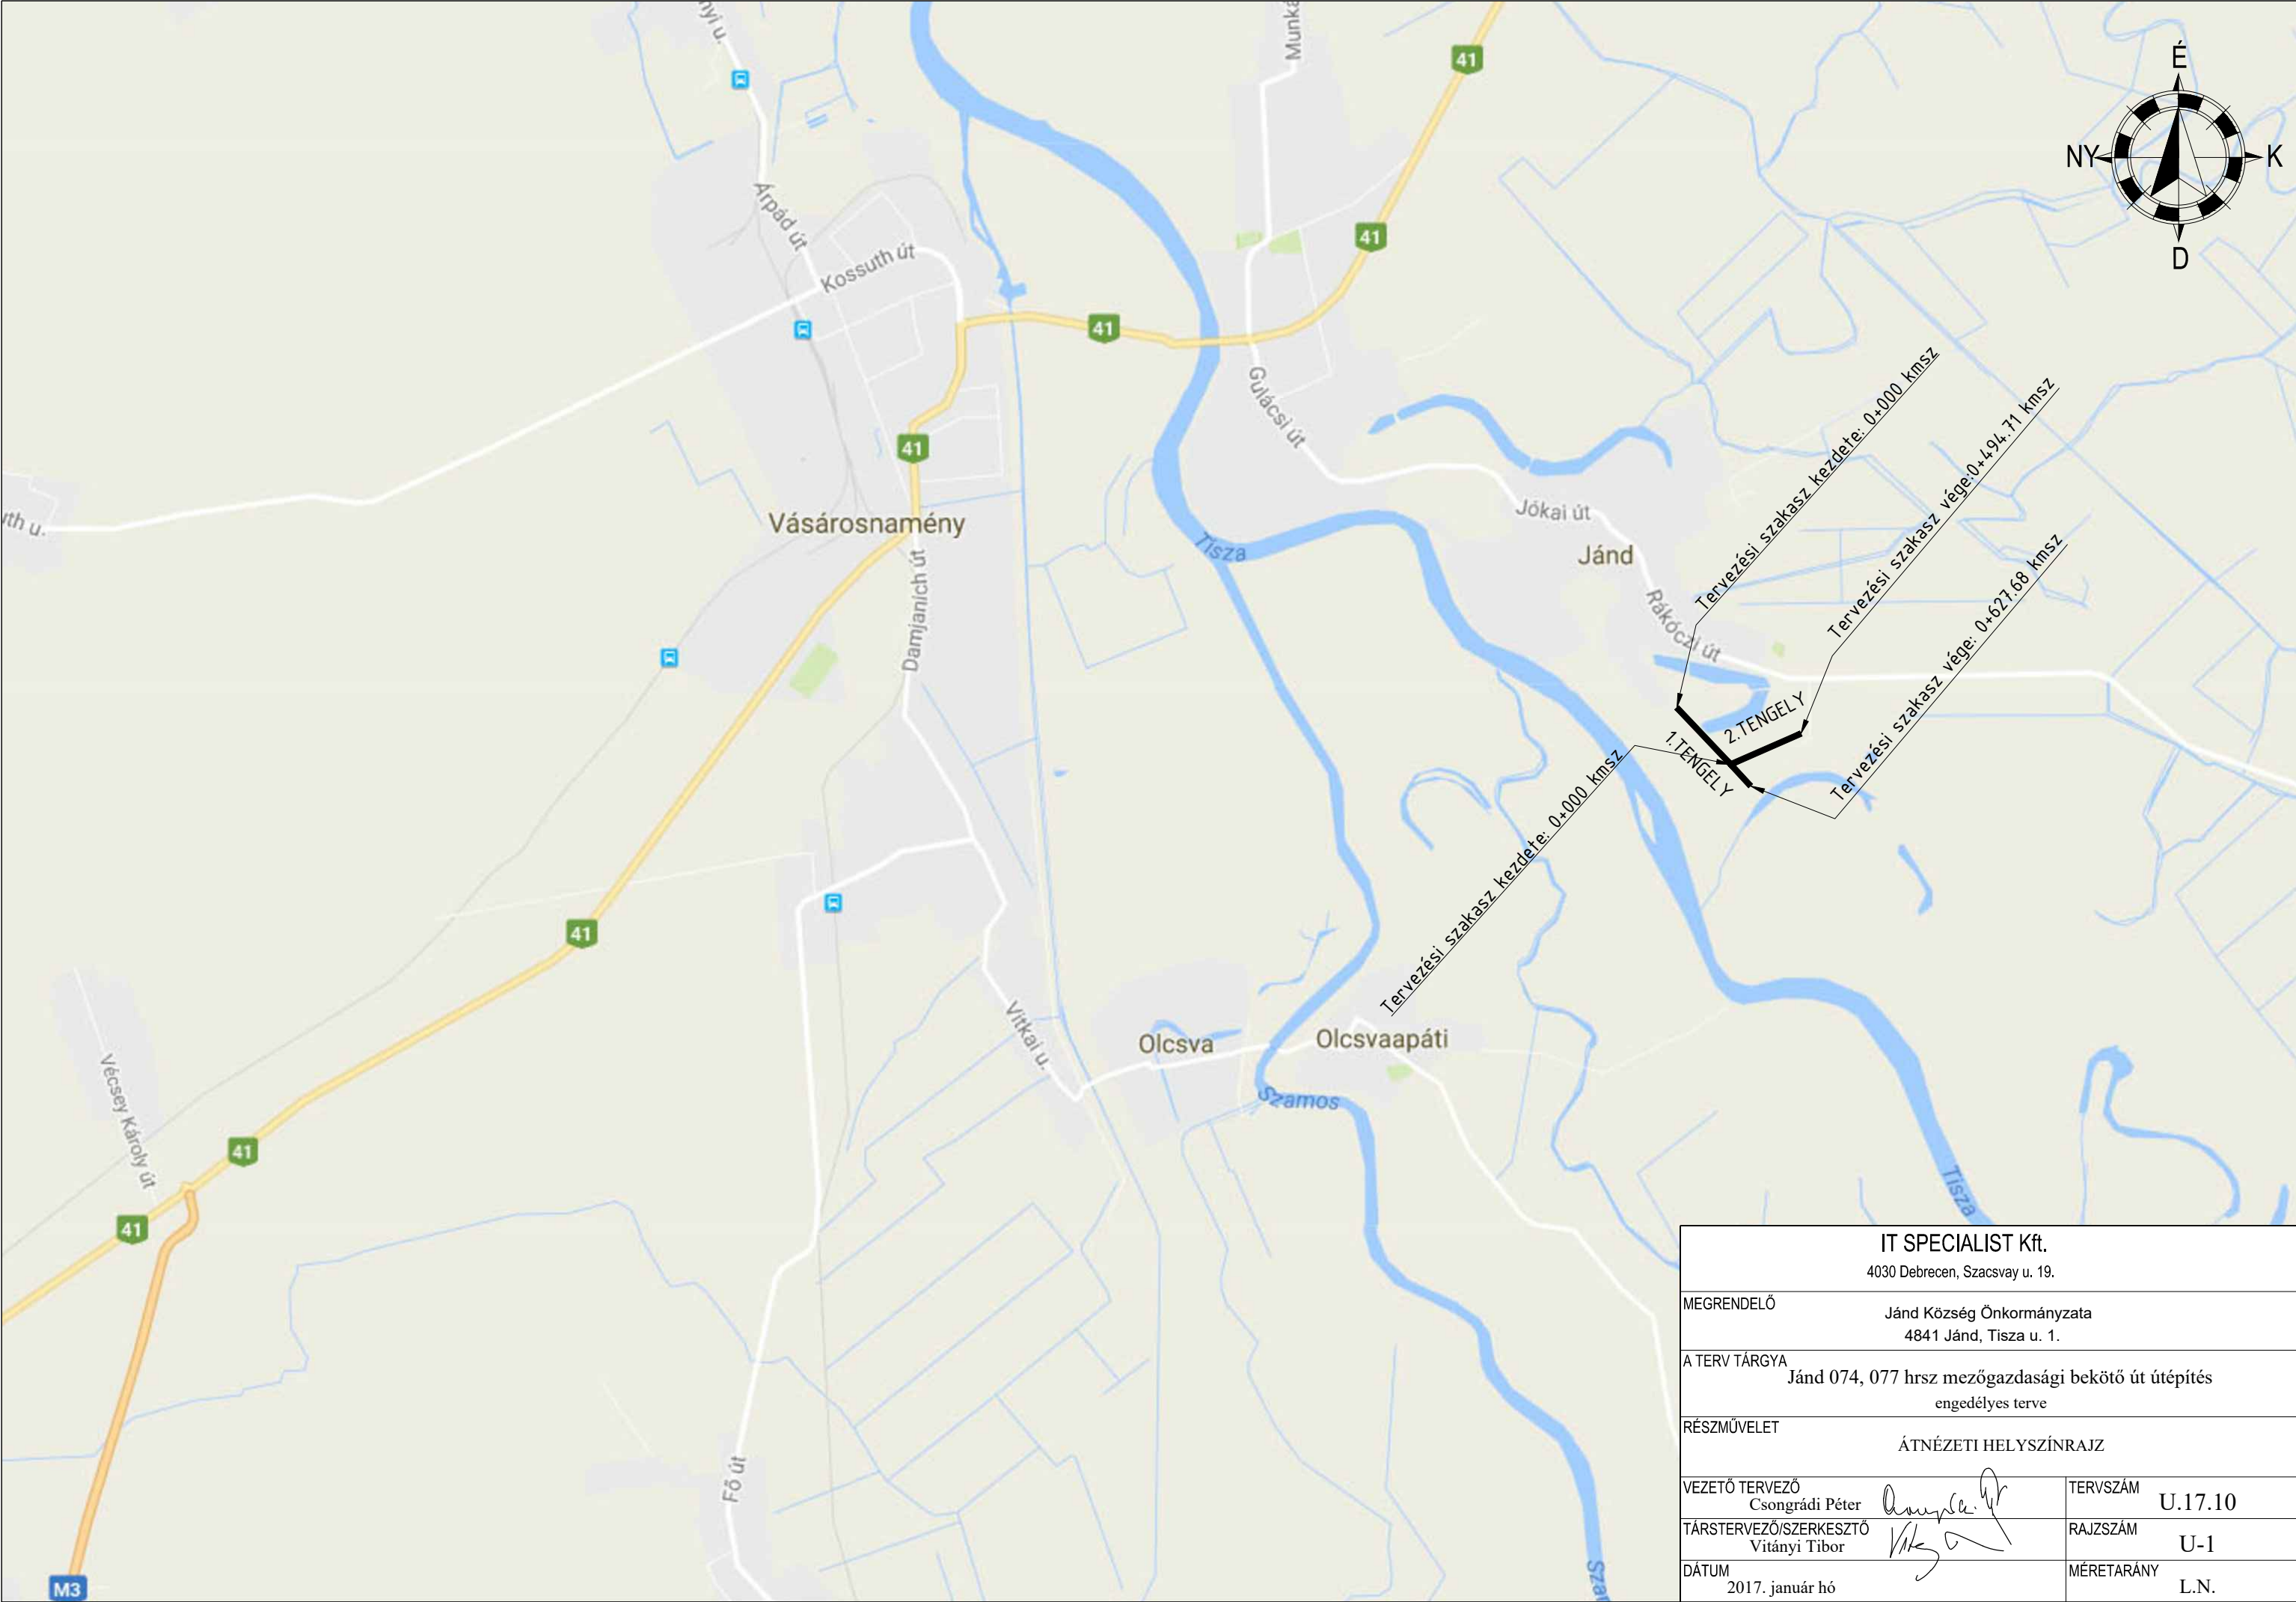 nyi u.
Munká
41
É
NY
K
D
Árpád út
Kossuth út
41
41
Gulácsi út
41
Vásárosnamény
Tisza
Damjanich út
Jókai út
Jánd
Rákóczi út
Tervezési szakasz kezdete: 0+000 kmsz
Tervezési szakasz vége:0+494.71 kmsz
Tervezési szakasz vége: 0+627.68 kmsz
2.TENGELY
1.TENGELY
Tervezési szakasz kezdete: 0+000 kmsz
uth u.
41
Vitkai u.
Olcsva
Olcsvaapáti
Szamos
Vécsey Károly út
41
41
Tisza
Fő út
M3
Szam
IT SPECIALIST Kft.
4030 Debrecen, Szacsvay u. 19.
MEGRENDELŐ
Jánd Község Önkormányzata
4841 Jánd, Tisza u. 1.
A TERV TÁRGYA
Jánd 074, 077 hrsz mezőgazdasági bekötő út útépítés
engedélyes terve
RÉSZMŰVELET
ÁTNÉZETI HELYSZÍNRAJZ
VEZETŐ TERVEZŐ
Csongrádi Péter
TERVSZÁM
U.17.10
TÁRSTERVEZŐ/SZERKESZTŐ
Vitányi Tibor
RAJZSZÁM
U-1
DÁTUM
2017. január hó
MÉRETARÁNY
L.N.